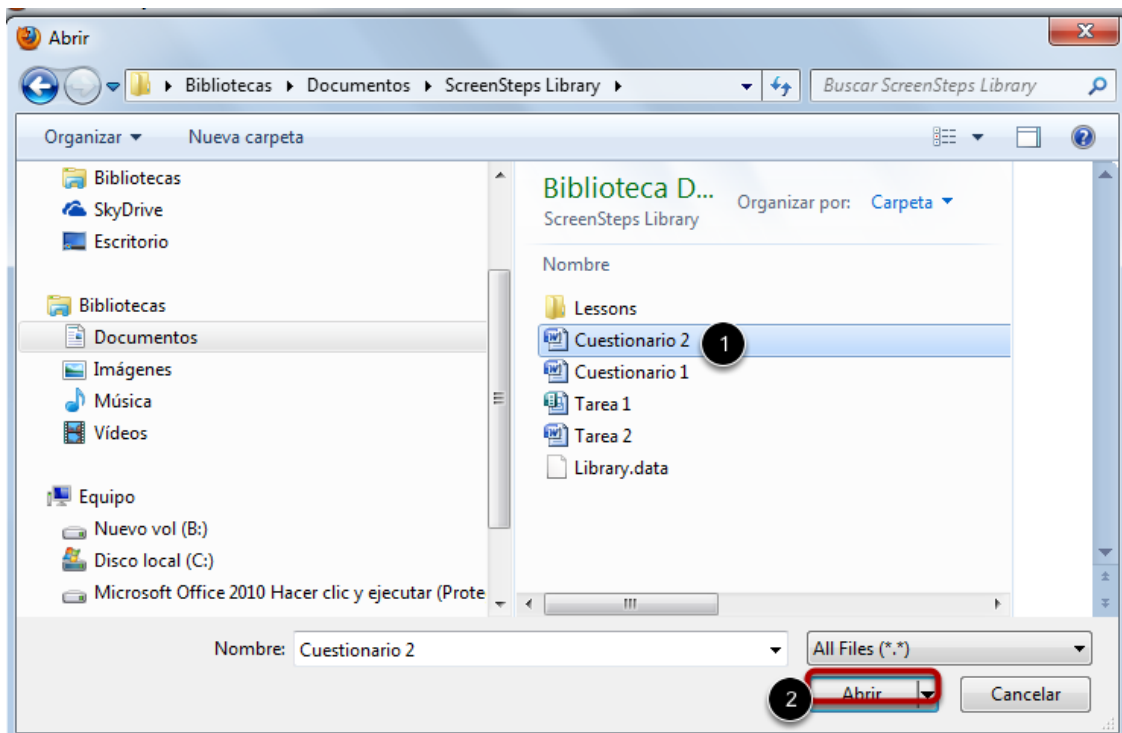 Abrir
Bibliotecas Documentos ScreenSteps Library
Buscar ScreenSteps Library
Organizar Nueva carpeta
Bibliotecas
SkyDrive
Escritorio
Bibliotecas
Documentos
Imágenes
Música
Vídeos
Equipo
Nuevo vol (B:)
Disco local (C:)
Microsoft Office 2010 Hacer clic y ejecutar (Prote
Biblioteca D...
ScreenSteps Library
Organizar por: Carpeta
Nombre
Lessons
Cuestionario 2 1
Cuestionario 1
Tarea 1
Tarea 2
Library.data
Nombre: Cuestionario 2 All Files (*.*)
2 Abrir Cancelar